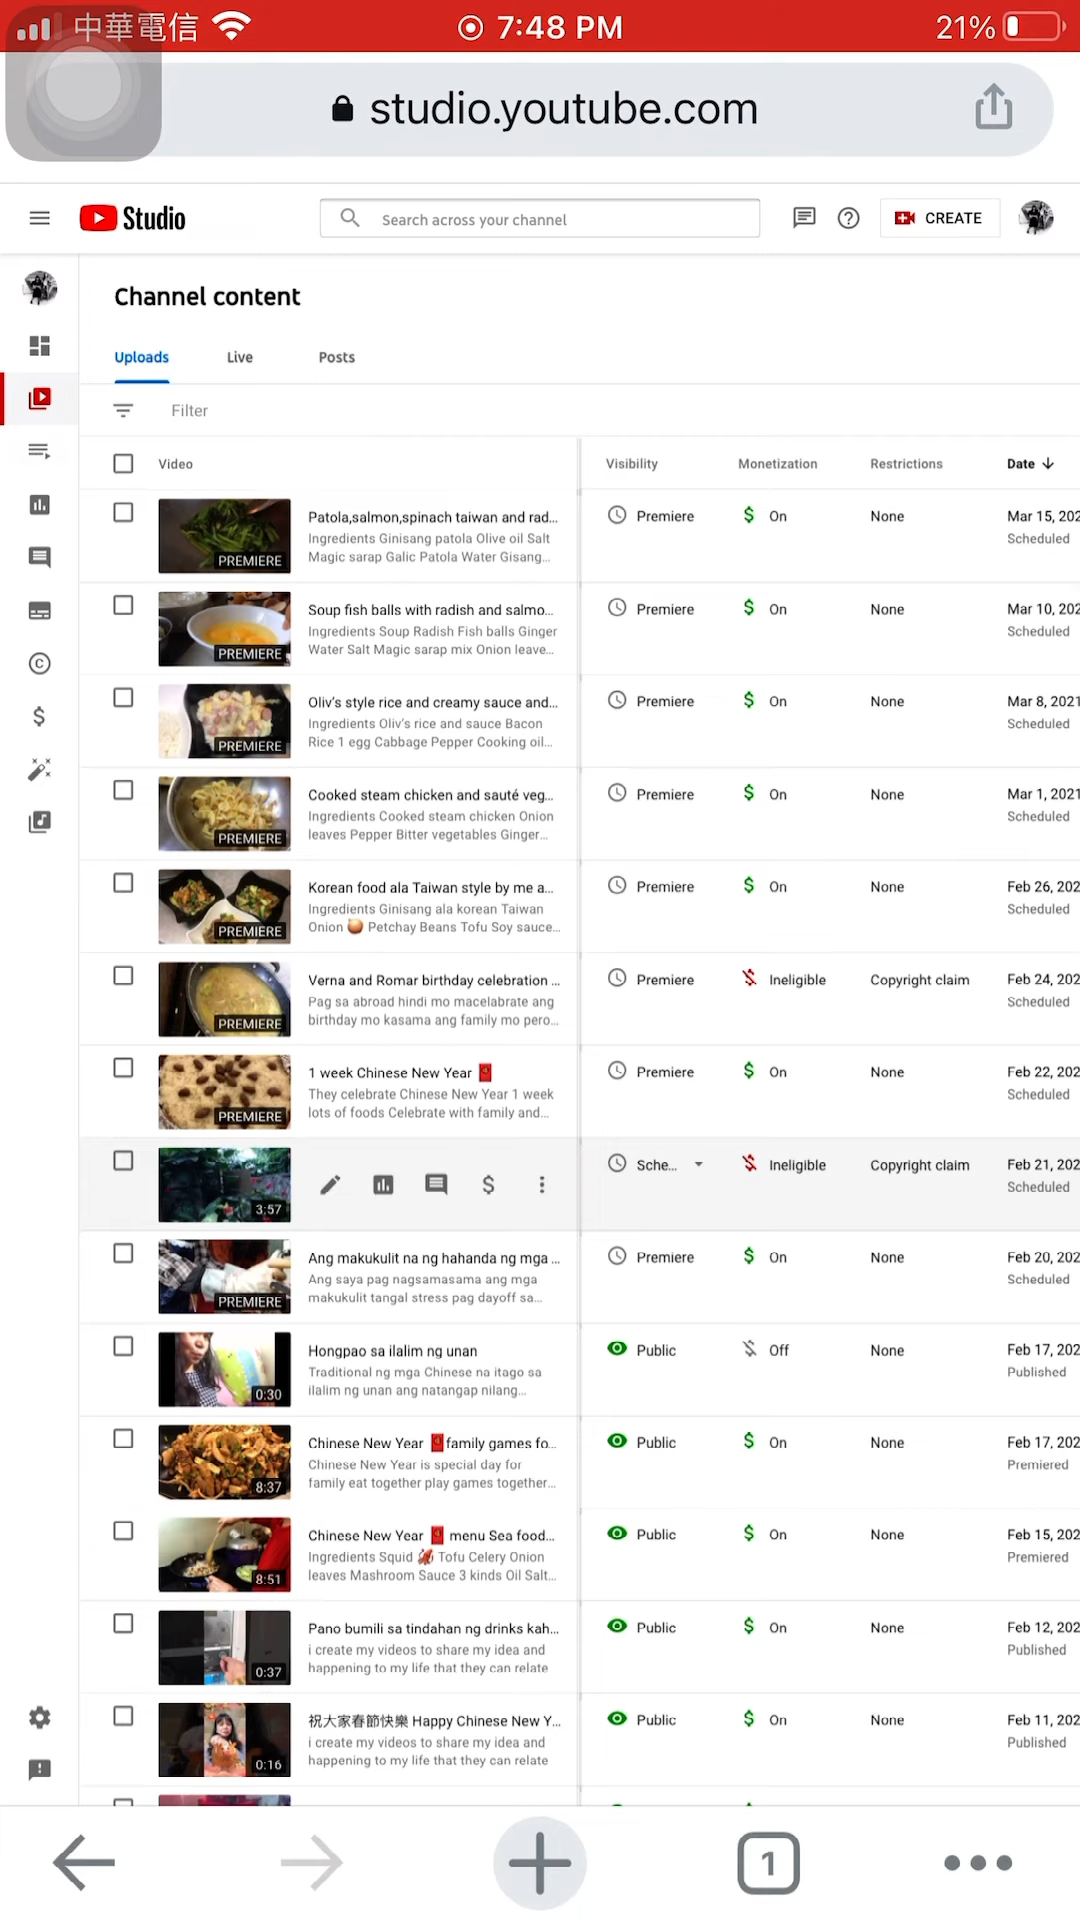 中華電信 7:48 PM 21%
studio.youtube.com
Studio Search across your channel CREATE
Channel content
Uploads Live Posts
Filter
Video Visibility Monetization Restrictions Date
Patola,salmon,spinach taiwan and rad... Premiere On None Mar 15, 202
Ingredients Ginisang patola Olive oil Salt Scheduled
Magic sarap Galic Patola Water Gisang...
PREMIERE
Soup fish balls with radish and salmo... Premiere On None Mar 10, 202
Ingredients Soup Radish Fish balls Ginger Scheduled
Water Salt Magic sarap mix Onion leave...
PREMIERE
Oliv's style rice and creamy sauce and... Premiere On None Mar 8, 2021
Ingredients Oliv's rice and sauce Bacon Scheduled
Rice 1 egg Cabbage Pepper Cooking oil...
PREMIERE
Cooked steam chicken and sauté veg... Premiere On None Mar 1, 2021
Ingredients Cooked steam chicken Onion Scheduled
leaves Pepper Bitter vegetables Ginger...
PREMIERE
Korean food ala Taiwan style by me a... Premiere On None Feb 26, 202
Ingredients Ginisang ala korean Taiwan Scheduled
Onion 🧅 Petchay Beans Tofu Soy sauce...
PREMIERE
Verna and Romar birthday celebration ... Premiere Ineligible Copyright claim Feb 24, 202
Pag sa abroad hindi mo macelabrate ang Scheduled
birthday mo kasama ang family mo pero...
PREMIERE
1 week Chinese New Year 🧧 Premiere On None Feb 22, 202
They celebrate Chinese New Year 1 week Scheduled
lots of foods Celebrate with family and...
PREMIERE
Sche... Ineligible Copyright claim Feb 21, 202
Scheduled
3:57
Ang makukulit na ng hahanda ng mga ... Premiere On None Feb 20, 202
Ang saya pag nagsamasama ang mga Scheduled
makukulit tangal stress pag dayoff sa...
PREMIERE
Hongpao sa ilalim ng unan Public Off None Feb 17, 202
Traditional ng mga Chinese na itago sa Published
ilalim ng unan ang natangap nilang...
0:30
Chinese New Year 🧧family games fo... Public On None Feb 17, 202
Chinese New Year is special day for Premiered
family eat together play games together...
8:37
Chinese New Year 🧧 menu Sea food... Public On None Feb 15, 202
Ingredients Squid 🦑 Tofu Celery Onion Premiered
leaves Mashroom Sauce 3 kinds Oil Salt...
8:51
Pano bumili sa tindahan ng drinks kah... Public On None Feb 12, 202
i create my videos to share my idea and Published
happening to my life that they can relate
0:37
祝大家春節快樂 Happy Chinese New Y... Public On None Feb 11, 202
i create my videos to share my idea and Published
happening to my life that they can relate
0:16
1